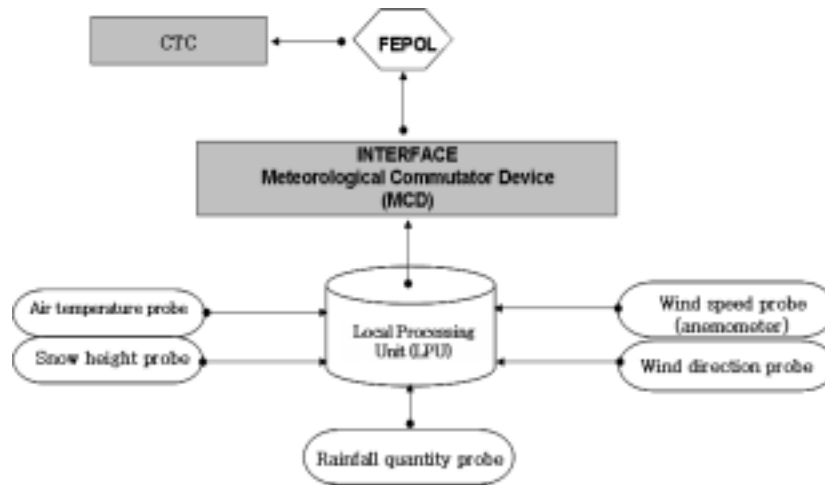 CTC
FEPOL
INTERFACE
Meteorological Commutator Device
(MCD)
Air temperature probe
Snow height probe
Local Processing
Unit (LPU)
Wind speed probe
(anemometer)
Wind direction probe
Rainfall quantity probe